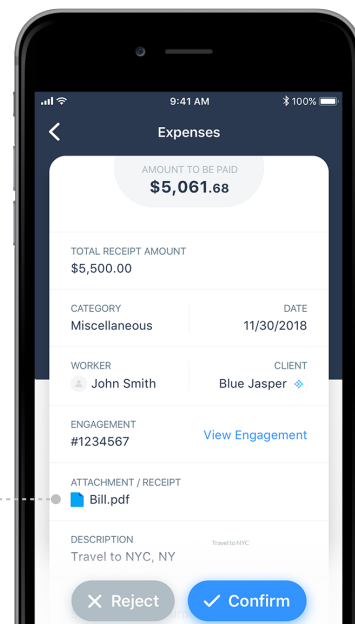 9:41 AM
100%
Expenses
AMOUNT TO BE PAID
$5,061.68
TOTAL RECEIPT AMOUNT
$5,500.00
CATEGORY DATE
Miscellaneous 11/30/2018
WORKER CLIENT
John Smith Blue Jasper
ENGAGEMENT
#1234567 View Engagement
ATTACHMENT / RECEIPT
Bill.pdf
DESCRIPTION
Travel to NYC
Travel to NYC, NY
Reject Confirm